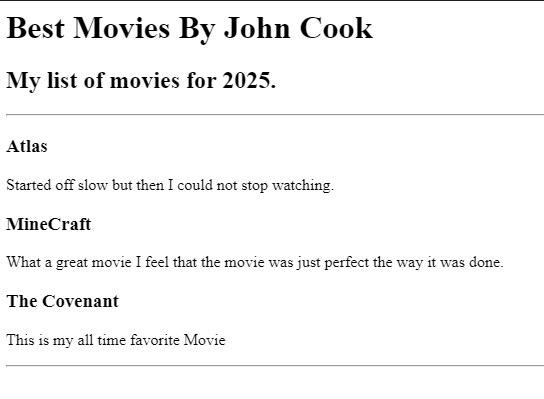 Best Movies By John Cook
My list of movies for 2025.
Atlas
Started off slow but then I could not stop watching.
MineCraft
What a great movie I feel that the movie was just perfect the way it was done.
The Covenant
This is my all time favorite Movie